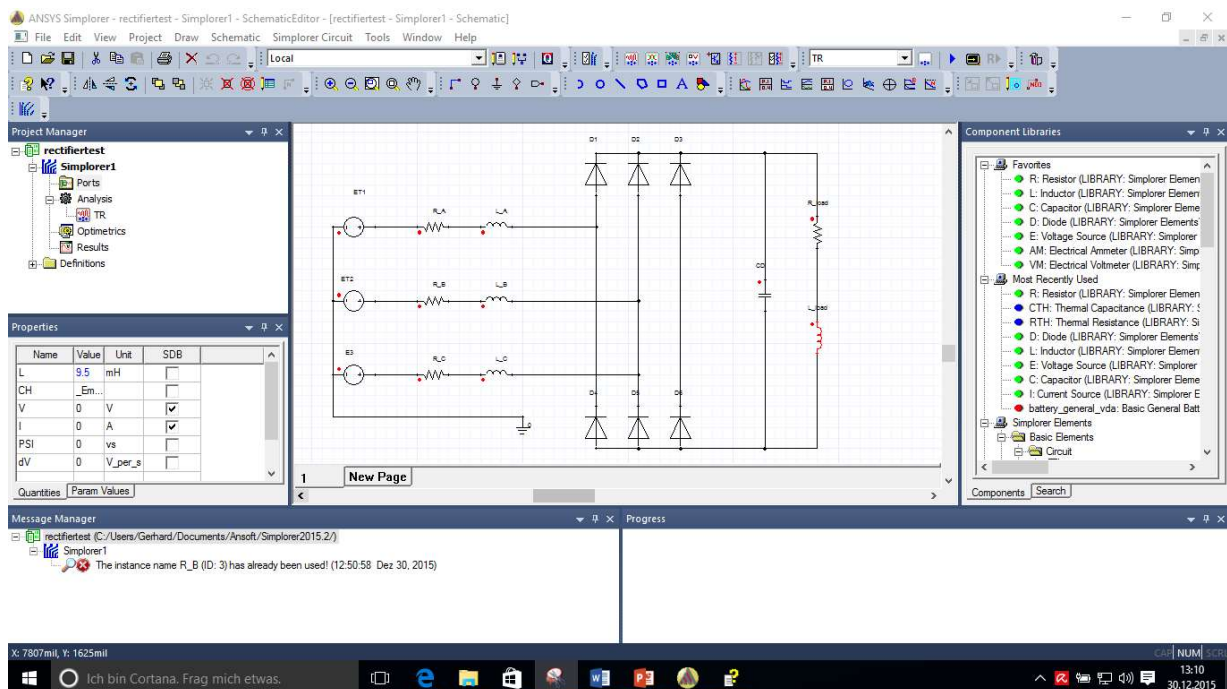 ANSYS Simplorer - rectifiertest - Simplorer1 - SchematicEditor - [rectifiertest - Simplorer1 - Schematic]
File Edit View Project Draw Schematic Simplorer Circuit Tools Window Help
Local
TR
Project Manager
rectifiertest
Simplorer1
Ports
Analysis
TR
Optimetrics
Results
Definitions
Properties
Name Value Unit SDB
L 9.5 mH
CH _Em...
V 0 V
I 0 A
PSI 0 vs
dV 0 V_per_s
Quantities Param Values
D1 D2 D3
ET1
R_A L_A
R_load
ET2
R_B L_B
CD
L_load
E3
R_C L_C
D4 D5 D6
1 New Page
Component Libraries
Favorites
R: Resistor (LIBRARY: Simplorer Elemen
L: Inductor (LIBRARY: Simplorer Elemen
C: Capacitor (LIBRARY: Simplorer Eleme
D: Diode (LIBRARY: Simplorer Elements
E: Voltage Source (LIBRARY: Simplorer
AM: Electrical Ammeter (LIBRARY: Simp
VM: Electrical Voltmeter (LIBRARY: Simp
Most Recently Used
R: Resistor (LIBRARY: Simplorer Elemen
CTH: Thermal Capacitance (LIBRARY: S
RTH: Thermal Resistance (LIBRARY: Si
D: Diode (LIBRARY: Simplorer Elements
L: Inductor (LIBRARY: Simplorer Elemen
E: Voltage Source (LIBRARY: Simplorer
C: Capacitor (LIBRARY: Simplorer Eleme
I: Current Source (LIBRARY: Simplorer E
battery_general_vda: Basic General Batt
Simplorer Elements
Basic Elements
Circuit
Components Search
Message Manager
rectifiertest (C:/Users/Gerhard/Documents/Ansoft/Simplorer2015.2/)
Simplorer1
The instance name R_B (ID: 3) has already been used! (12:50:58 Dez 30, 2015)
Progress
X: 7807mil, Y: 1625mil
CAP NUM SCRL
Ich bin Cortana. Frag mich etwas.
13:10
30.12.2015